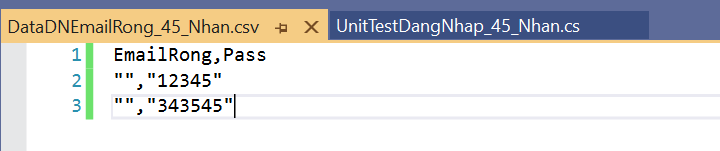 DataDNEmailRong_45_Nhan.csv UnitTestDangNhap_45_Nhan.cs
1 EmailRong,Pass
2 "","12345"
3 "","343545"